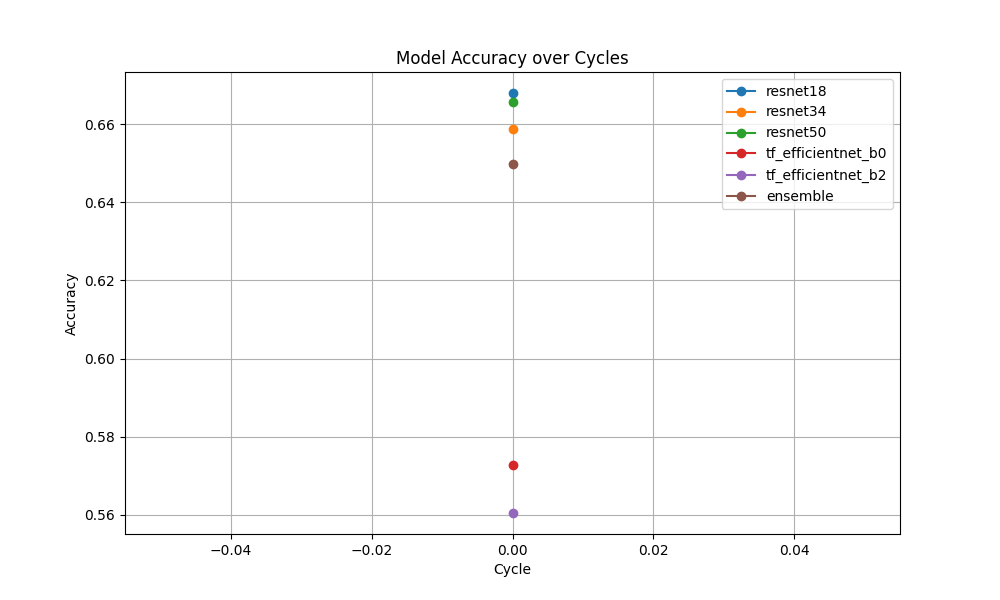 Model Accuracy over Cycles
resnet18
resnet34
resnet50
tf_efficientnet_b0
tf_efficientnet_b2
ensemble
0.66
0.64
0.62
0.60
0.58
0.56
Accuracy
−0.04
−0.02
0.00
0.02
0.04
Cycle